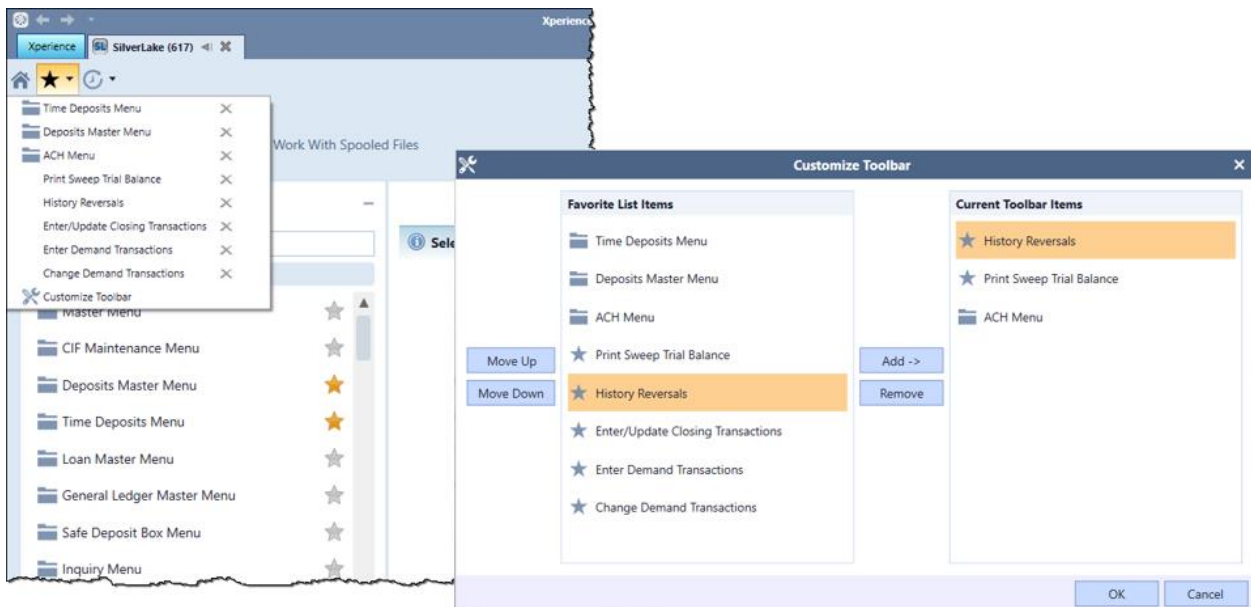 Xperience
Xperience
SL SilverLake (617)
Time Deposits Menu
Deposits Master Menu
ACH Menu
Print Sweep Trial Balance
History Reversals
Enter/Update Closing Transactions
Enter Demand Transactions
Change Demand Transactions
Customize Toolbar
Work With Spooled Files
Sele
Master Menu
CIF Maintenance Menu
Deposits Master Menu
Time Deposits Menu
Loan Master Menu
General Ledger Master Menu
Safe Deposit Box Menu
Inquiry Menu
Customize Toolbar
Favorite List Items
Time Deposits Menu
Deposits Master Menu
ACH Menu
Print Sweep Trial Balance
History Reversals
Enter/Update Closing Transactions
Enter Demand Transactions
Change Demand Transactions
Move Up
Move Down
Add ->
Remove
Current Toolbar Items
History Reversals
Print Sweep Trial Balance
ACH Menu
OK
Cancel